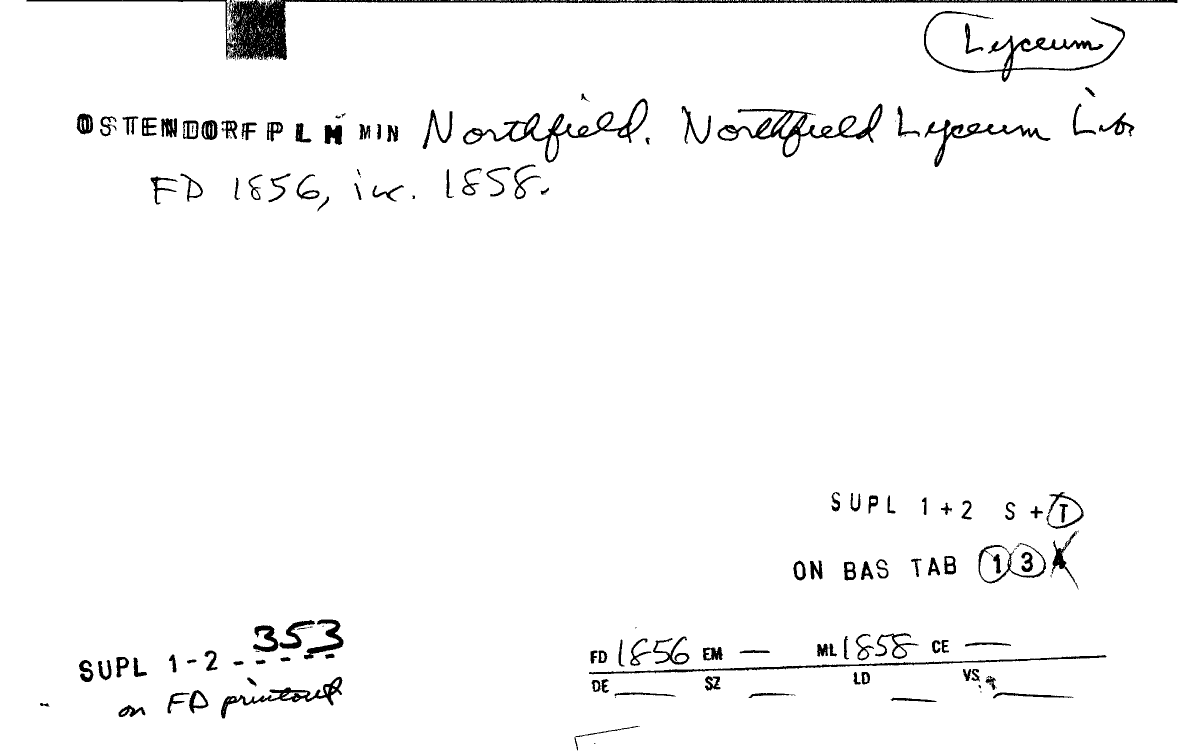 Lyceum
OSTENDORF P L M MIN Northfield. Northfield Lyceum Lib.
FD 1856, inc. 1858.
SUPL 1+2 S+T
ON BAS TAB 1 3
353
SUPL 1-2 -----
on FD printout
FD 1856 EM — ML 1858 CE —
DE ___ SZ ___ LD ___ VS ___